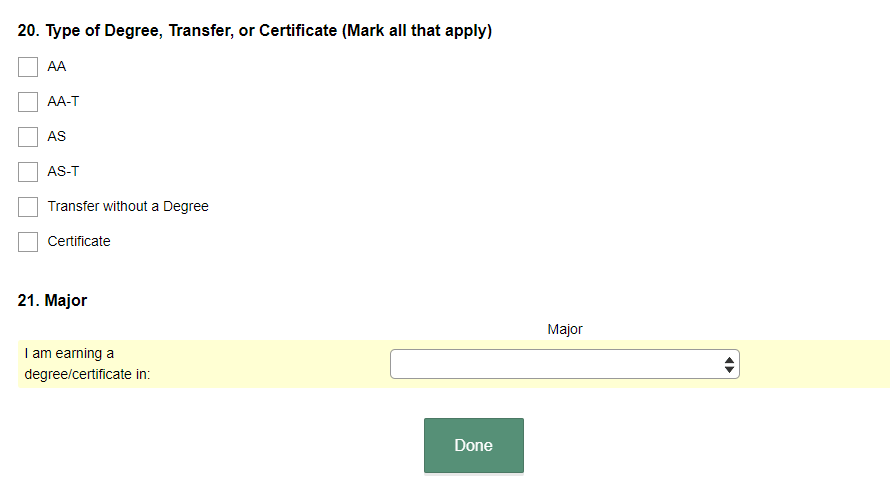 20. Type of Degree, Transfer, or Certificate (Mark all that apply)
AA
AA-T
AS
AS-T
Transfer without a Degree
Certificate
21. Major
Major
I am earning a
degree/certificate in:
Done